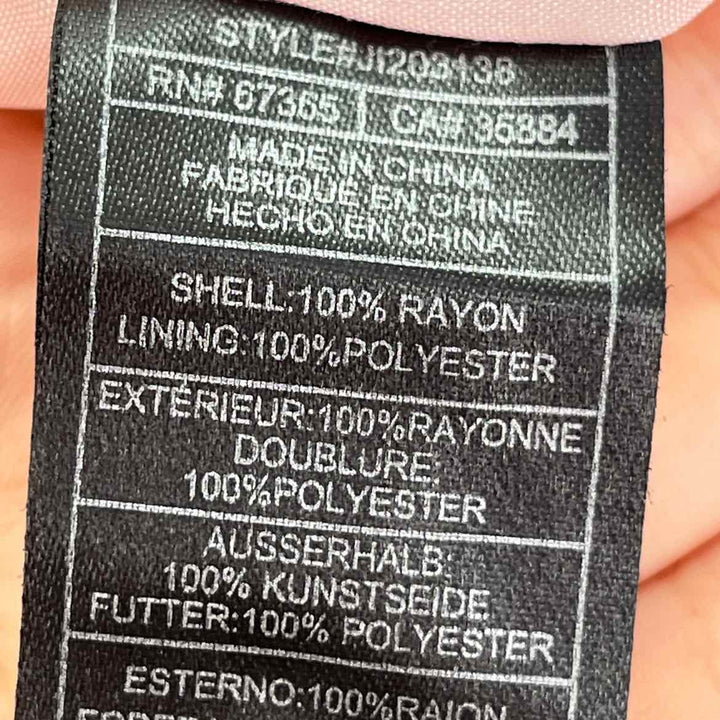 STYLE#JI203138
RN# 67365 CA# 36884
MADE IN CHINA
FABRIQUE EN CHINE
HECHO EN CHINA
SHELL:100% RAYON
LINING:100%POLYESTER
EXTÉRIEUR:100%RAYONNE
DOUBLURE:
100%POLYESTER
AUSSERHALB:
100% KUNSTSEIDE
FUTTER:100% POLYESTER
ESTERNO:100%RAION